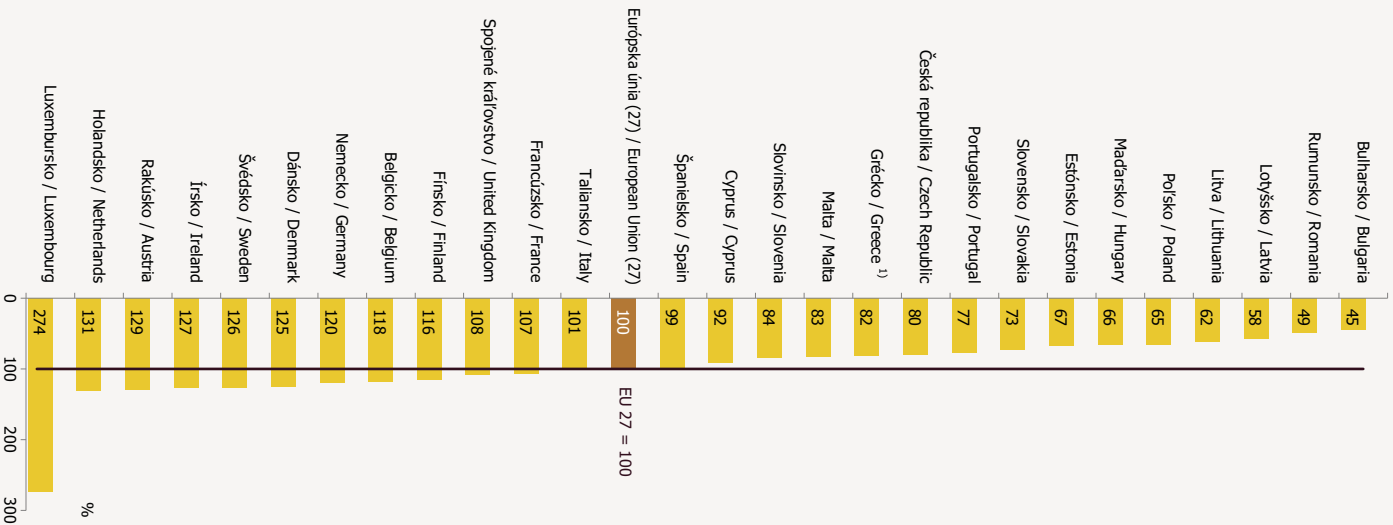 Bulharsko / Bulgaria 45
Rumunsko / Romania 49
Lotyšsko / Latvia 58
Litva / Lithuania 62
Poľsko / Poland 65
Maďarsko / Hungary 66
Estónsko / Estonia 67
Slovensko / Slovakia 73
Portugalsko / Portugal 77
Česká republika / Czech Republic 80
Grécko / Greece 1) 82
Malta / Malta 83
Slovinsko / Slovenia 84
Cyprus / Cyprus 92
Španielsko / Spain 99
Európska únia (27) / European Union (27) 100 EU 27 = 100
Taliansko / Italy 101
Francúzsko / France 107
Spojené kráľovstvo / United Kingdom 108
Fínsko / Finland 116
Belgicko / Belgium 118
Nemecko / Germany 120
Dánsko / Denmark 125
Švédsko / Sweden 126
Írsko / Ireland 127
Rakúsko / Austria 129
Holandsko / Netherlands 131
%
Luxembursko / Luxembourg 274
0 100 200 300